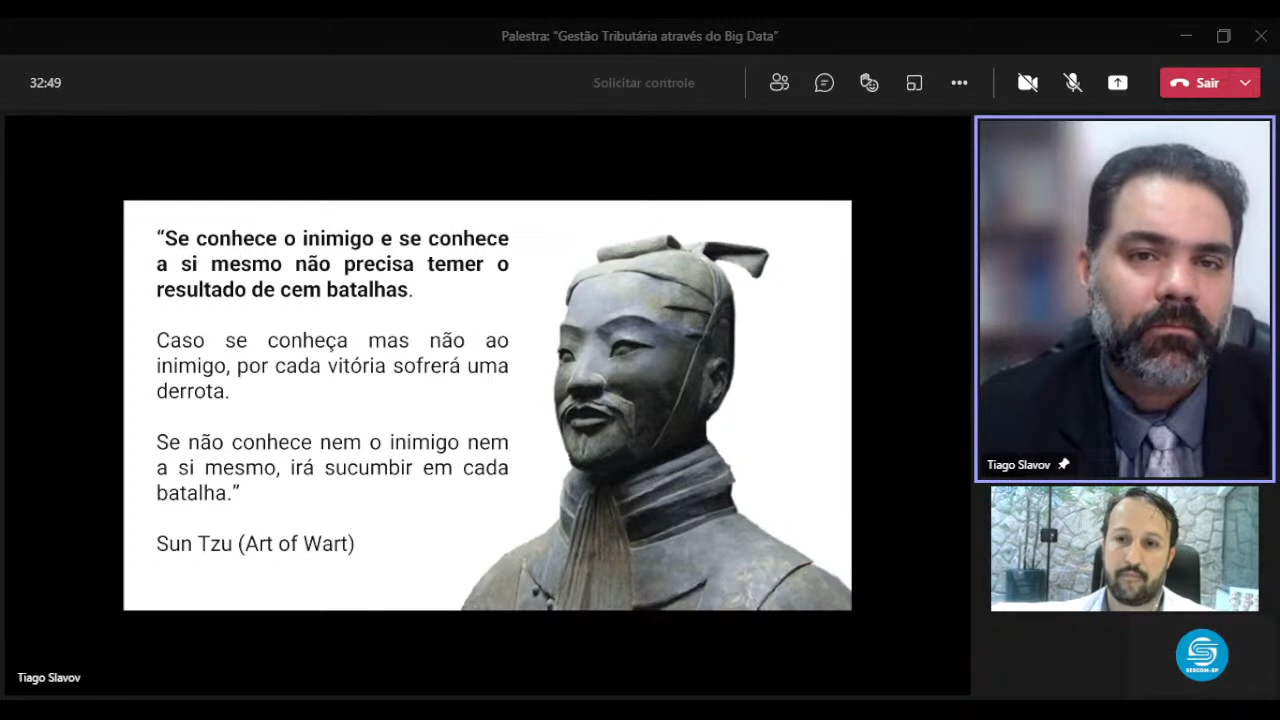 Palestra: "Gestão Tributária através do Big Data"
32:49
Solicitar controle
Sair
“Se conhece o inimigo e se conhece
a si mesmo não precisa temer o
resultado de cem batalhas.
Caso se conheça mas não ao
inimigo, por cada vitória sofrerá uma
derrota.
Se não conhece nem o inimigo nem
a si mesmo, irá sucumbir em cada
batalha.”
Sun Tzu (Art of Wart)
Tiago Slavov
Tiago Slavov
SESCON-SP